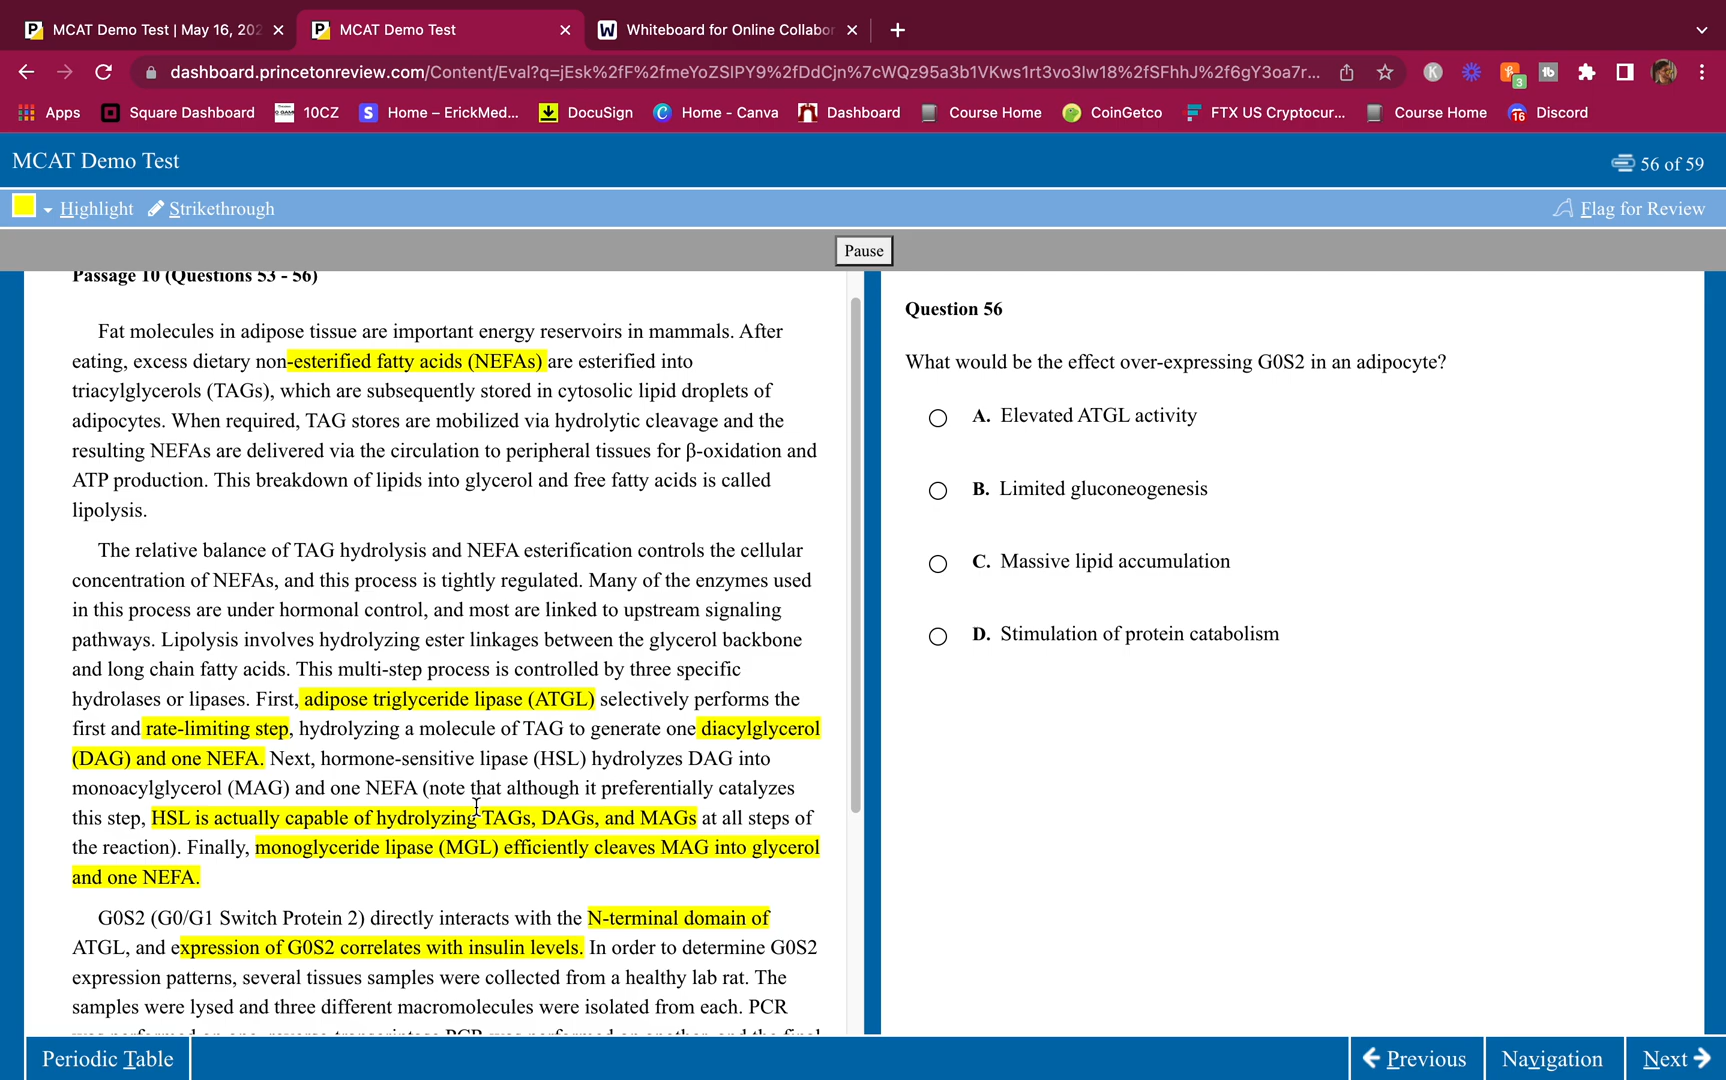 MCAT Demo Test | May 16, 202
MCAT Demo Test
Whiteboard for Online Collabor
dashboard.princetonreview.com/Content/Eval?q=jEsk%2fF%2fmeYoZSIPY9%2fDdCjn%7cWQz95a3b1VKws1rt3vo3lw18%2fSFhhJ%2f6gY3oa7r...
Apps
Square Dashboard
10CZ
Home – ErickMed...
DocuSign
Home - Canva
Dashboard
Course Home
CoinGetco
FTX US Cryptocur...
Course Home
Discord
MCAT Demo Test
56 of 59
Highlight
Strikethrough
Flag for Review
Pause
Passage 10 (Questions 53 - 56)
Fat molecules in adipose tissue are important energy reservoirs in mammals. After
eating, excess dietary non-esterified fatty acids (NEFAs) are esterified into
triacylglycerols (TAGs), which are subsequently stored in cytosolic lipid droplets of
adipocytes. When required, TAG stores are mobilized via hydrolytic cleavage and the
resulting NEFAs are delivered via the circulation to peripheral tissues for β-oxidation and
ATP production. This breakdown of lipids into glycerol and free fatty acids is called
lipolysis.
The relative balance of TAG hydrolysis and NEFA esterification controls the cellular
concentration of NEFAs, and this process is tightly regulated. Many of the enzymes used
in this process are under hormonal control, and most are linked to upstream signaling
pathways. Lipolysis involves hydrolyzing ester linkages between the glycerol backbone
and long chain fatty acids. This multi-step process is controlled by three specific
hydrolases or lipases. First, adipose triglyceride lipase (ATGL) selectively performs the
first and rate-limiting step, hydrolyzing a molecule of TAG to generate one diacylglycerol
(DAG) and one NEFA. Next, hormone-sensitive lipase (HSL) hydrolyzes DAG into
monoacylglycerol (MAG) and one NEFA (note that although it preferentially catalyzes
this step, HSL is actually capable of hydrolyzing TAGs, DAGs, and MAGs at all steps of
the reaction). Finally, monoglyceride lipase (MGL) efficiently cleaves MAG into glycerol
and one NEFA.
G0S2 (G0/G1 Switch Protein 2) directly interacts with the N-terminal domain of
ATGL, and expression of G0S2 correlates with insulin levels. In order to determine G0S2
expression patterns, several tissues samples were collected from a healthy lab rat. The
samples were lysed and three different macromolecules were isolated from each. PCR
was performed on one, reverse transcriptase PCR was performed on another, and the final
Question 56
What would be the effect over-expressing G0S2 in an adipocyte?
A. Elevated ATGL activity
B. Limited gluconeogenesis
C. Massive lipid accumulation
D. Stimulation of protein catabolism
Periodic Table
Previous
Navigation
Next